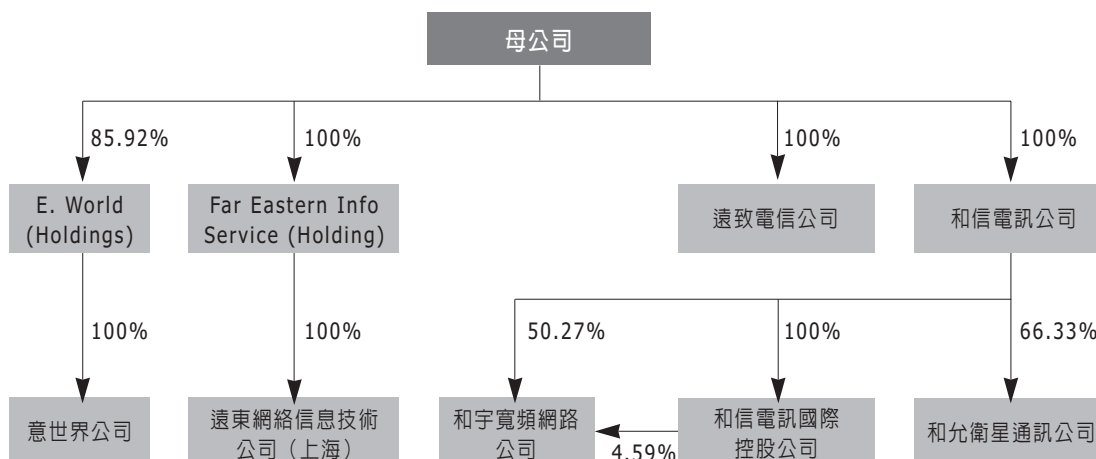 母公司
85.92%
100%
100%
100%
E. World
(Holdings)
Far Eastern Info
Service (Holding)
遠致電信公司
和信電訊公司
100%
100%
50.27%
100%
66.33%
意世界公司
遠東網絡信息技術
公司（上海）
和宇寬頻網路
公司
4.59%
和信電訊國際
控股公司
和允衛星通訊公司